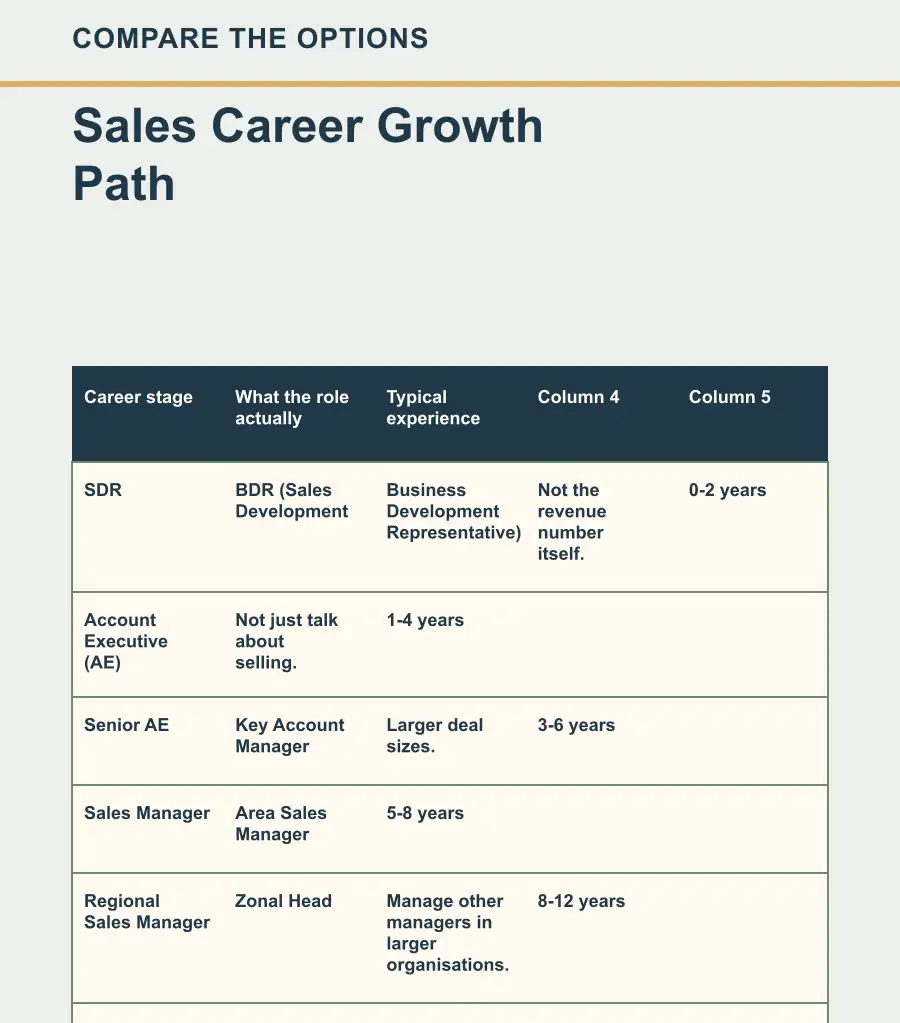 COMPARE THE OPTIONS
Sales Career Growth
Path
Career stage
What the role
actually
Typical
experience
Column 4
Column 5
SDR
BDR (Sales
Development
Business
Development
Representative)
Not the
revenue
number
itself.
0-2 years
Account
Executive
(AE)
Not just talk
about
selling.
1-4 years
Senior AE
Key Account
Manager
Larger deal
sizes.
3-6 years
Sales Manager
Area Sales
Manager
5-8 years
Regional
Sales Manager
Zonal Head
Manage other
managers in
larger
organisations.
8-12 years